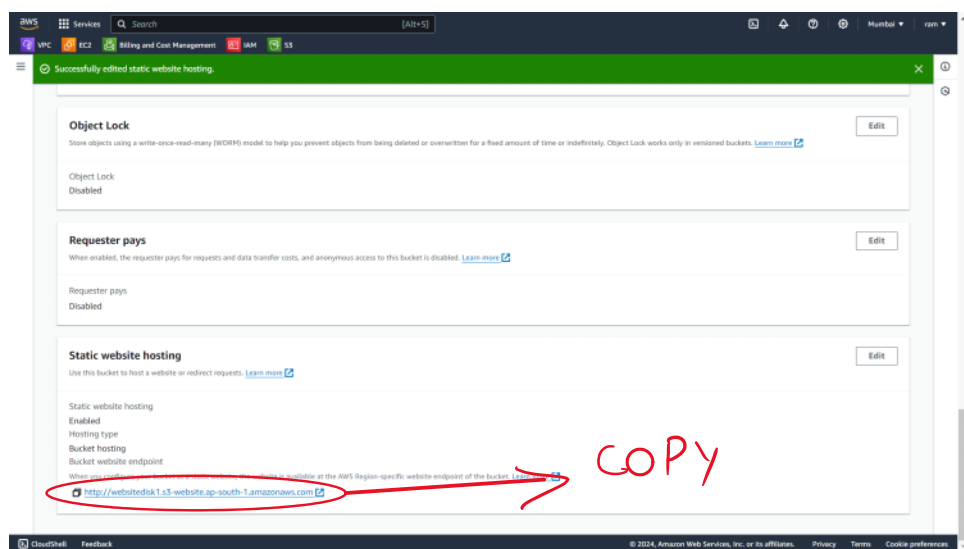 aws Services Search [Alt+S] Mumbai ▼ ram ▼
VPC EC2 Billing and Cost Management IAM S3
Successfully edited static website hosting.
Object Lock Edit
Store objects using a write-once-read-many (WORM) model to help you prevent objects from being deleted or overwritten for a fixed amount of time or indefinitely. Object Lock works only in versioned buckets. Learn more
Object Lock
Disabled
Requester pays Edit
When enabled, the requester pays for requests and data transfer costs, and anonymous access to this bucket is disabled. Learn more
Requester pays
Disabled
Static website hosting Edit
Use this bucket to host a website or redirect requests. Learn more
Static website hosting
Enabled
Hosting type
Bucket hosting
Bucket website endpoint
When you configure your bucket as a static website, the website is available at the AWS Region-specific website endpoint of the bucket. Learn more
http://websitedisk1.s3-website.ap-south-1.amazonaws.com
COPY
CloudShell Feedback © 2024, Amazon Web Services, Inc. or its affiliates. Privacy Terms Cookie preferences